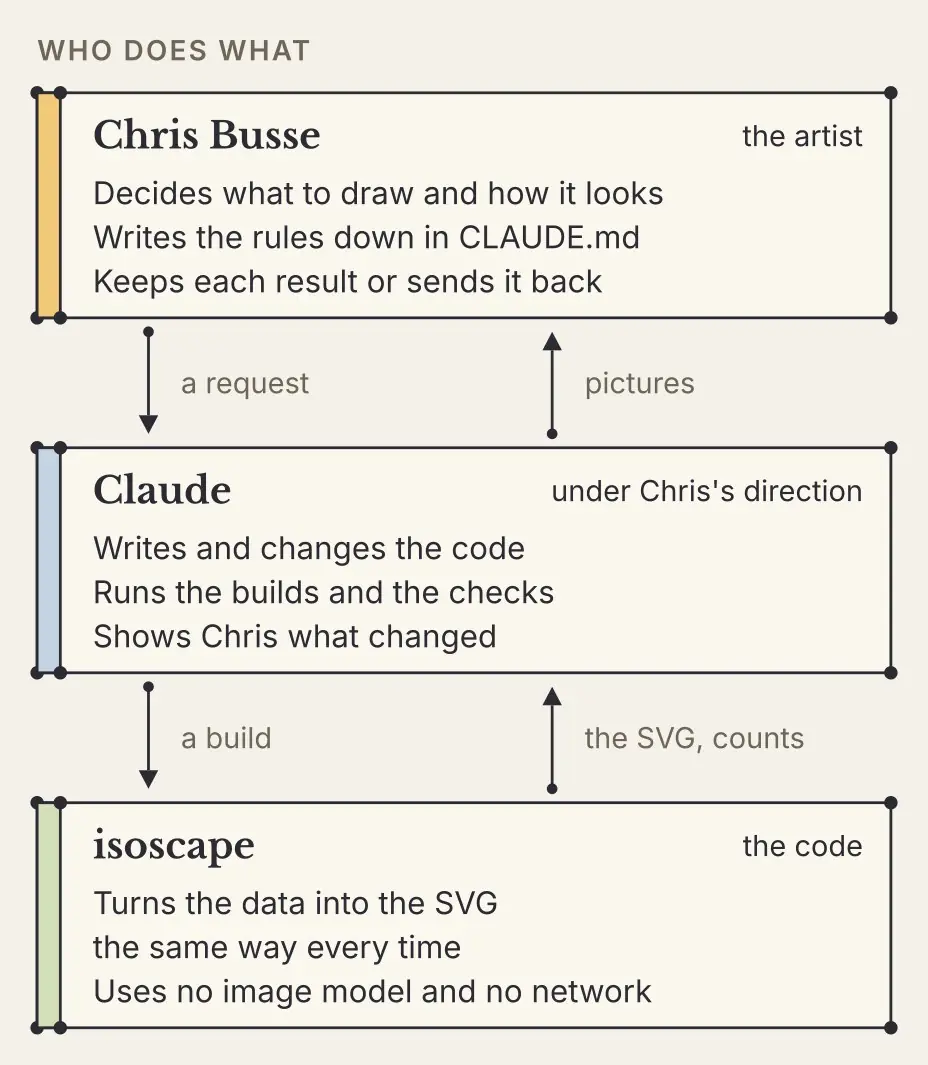 WHO DOES WHAT
Chris Busse
the artist
Decides what to draw and how it looks
Writes the rules down in CLAUDE.md
Keeps each result or sends it back
a request
pictures
Claude
under Chris's direction
Writes and changes the code
Runs the builds and the checks
Shows Chris what changed
a build
the SVG, counts
isoscape
the code
Turns the data into the SVG
the same way every time
Uses no image model and no network